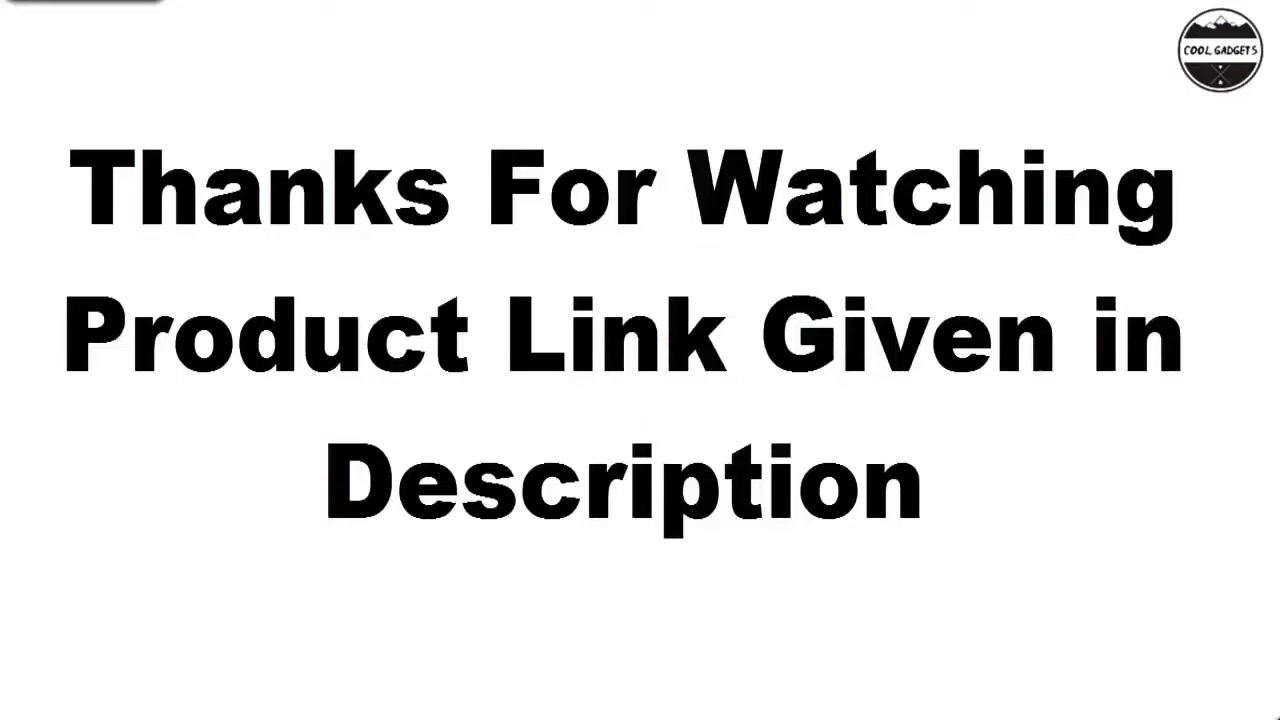 COOL GADGETS
Thanks For Watching
Product Link Given in
Description